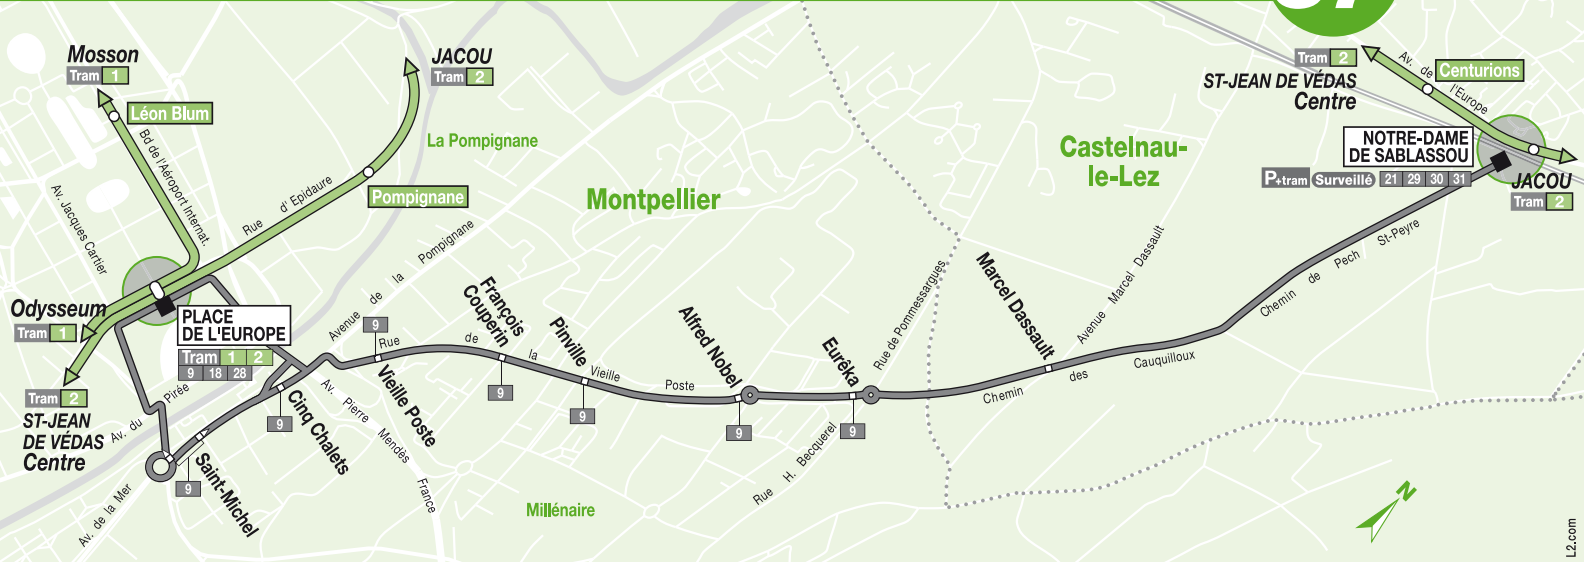 Mosson
Tram 1
Léon Blum
Bd de l'Aéroport Internat.
Av. Jacques Cartier
JACOU
Tram 2
La Pompignane
Rue d'Epidaure
Pompignane
Odysseum
Tram 1
PLACE
DE L'EUROPE
Tram 1 2
9 18 28
Tram 2
ST-JEAN
DE VÉDAS
Centre
Av. du Pirée
Av. de la Mer
Saint-Michel
9
Cinq Chalets
9
Av. Pierre Mendès France
Avenue de la Pompignane
9
Vieille Poste
Rue de la Vieille Poste
François
Couperin
9
Pinville
9
Montpellier
Millénaire
Alfred Nobel
9
Eurêka
9
Rue H. Becquerel
Rue de Pommessargues
Marcel Dassault
Avenue Marcel Dassault
Chemin des Cauquilloux
Castelnau-
le-Lez
Chemin de Pech St-Peyre
Tram 2
ST-JEAN DE VÉDAS
Centre
Av. de l'Europe
Centurions
NOTRE-DAME
DE SABLASSOU
P+tram Surveillé 21 29 30 31
JACOU
Tram 2
N
L2.com